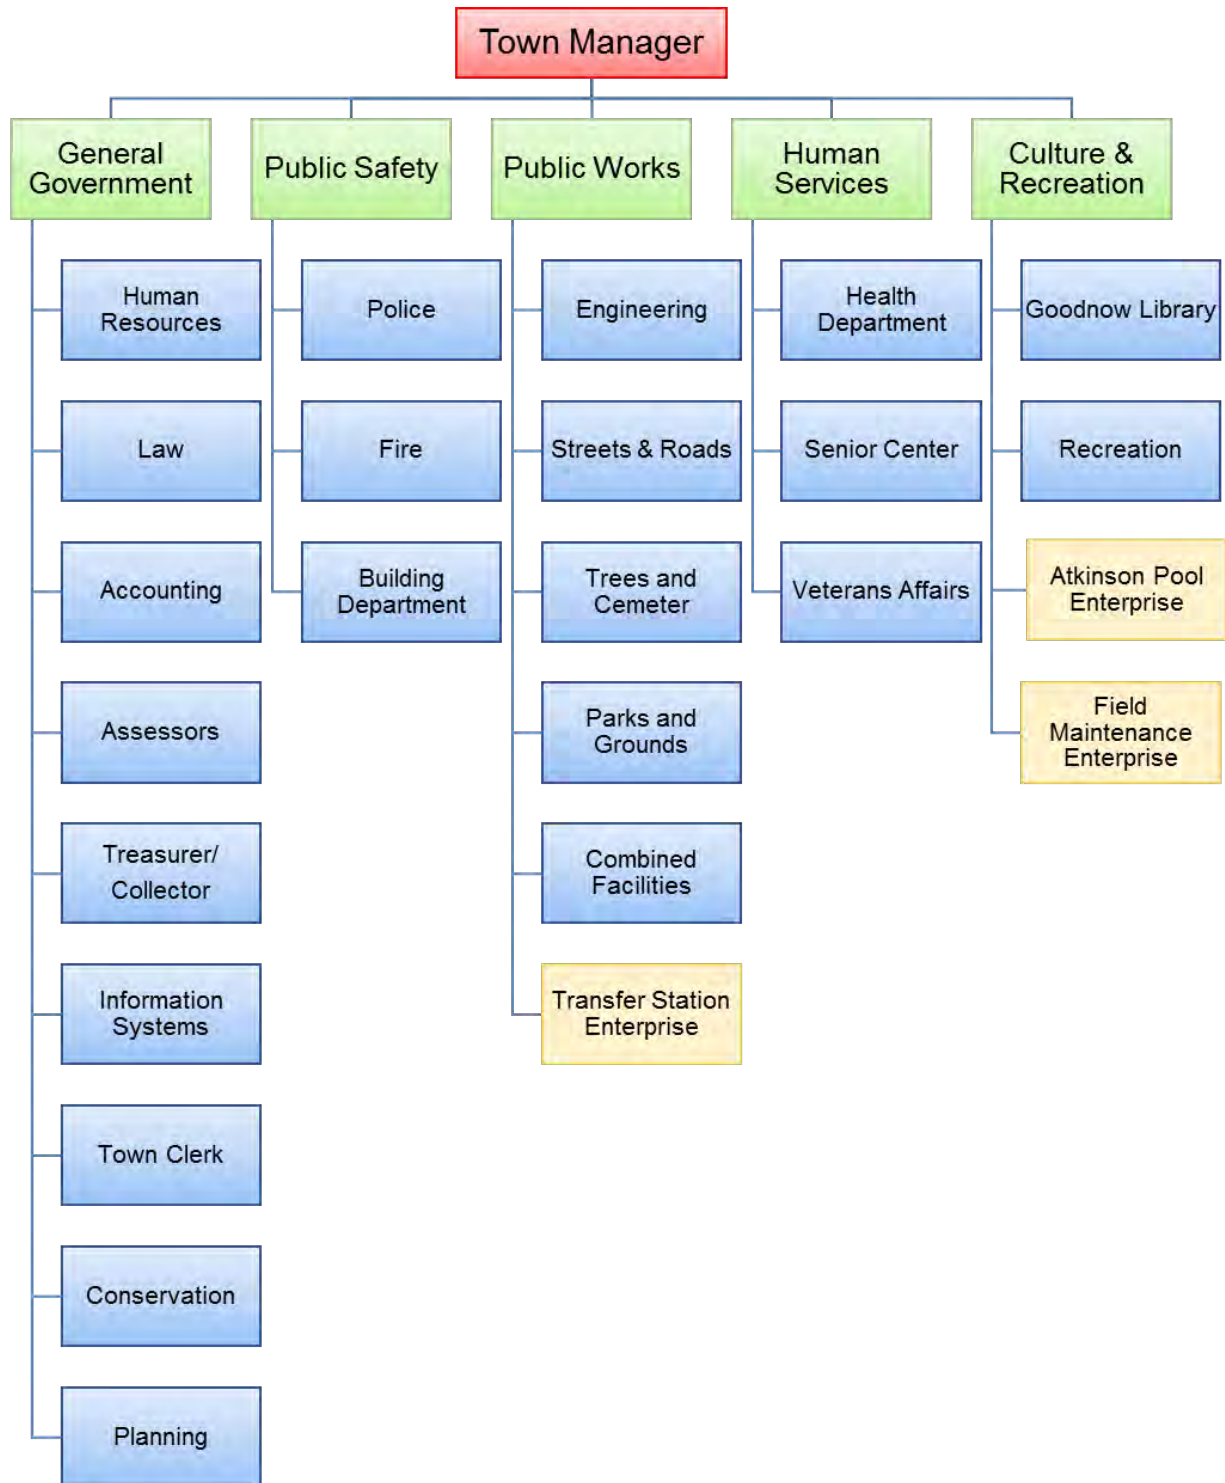 Town Manager
General
Government
Public Safety
Public Works
Human
Services
Culture &
Recreation
Human
Resources
Law
Accounting
Assessors
Treasurer/
Collector
Information
Systems
Town Clerk
Conservation
Planning
Police
Fire
Building
Department
Engineering
Streets & Roads
Trees and
Cemeter
Parks and
Grounds
Combined
Facilities
Transfer Station
Enterprise
Health
Department
Senior Center
Veterans Affairs
Goodnow Library
Recreation
Atkinson Pool
Enterprise
Field
Maintenance
Enterprise